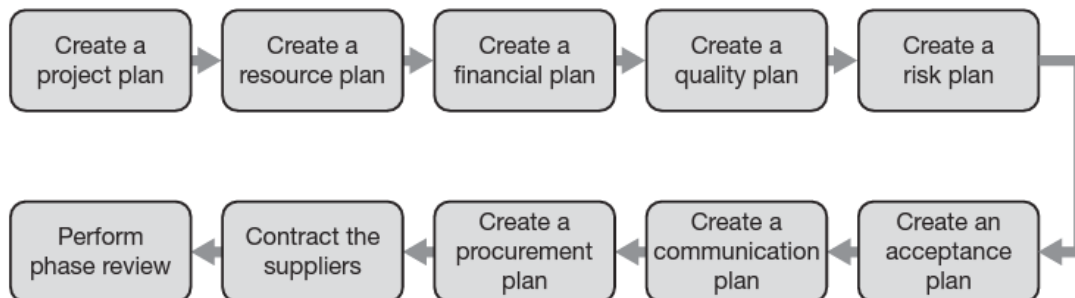 Create a
project plan
Create a
resource plan
Create a
financial plan
Create a
quality plan
Create a
risk plan
Create an
acceptance
plan
Create a
communication
plan
Create a
procurement
plan
Contract the
suppliers
Perform
phase review